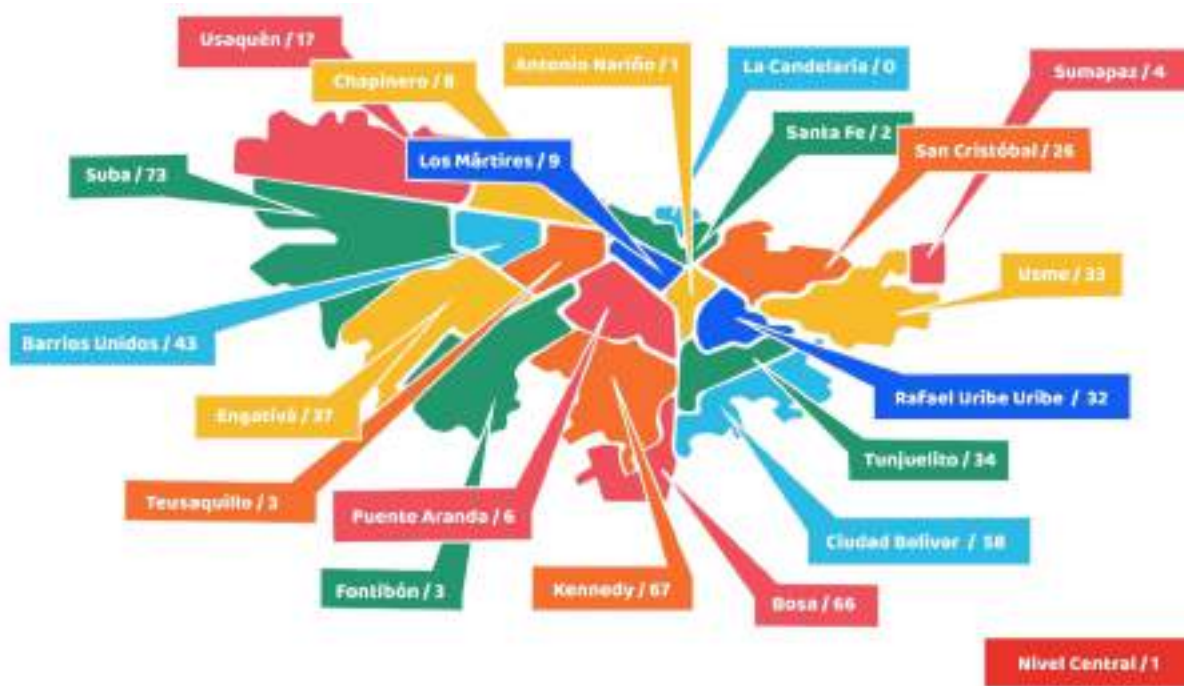 Usaquén / 17
Chapinero / 8
Antonio Nariño / 1
La Candelaria / 0
Sumapaz / 4
Los Mártires / 9
Santa Fe / 2
San Cristóbal / 26
Suba / 73
Usme / 33
Barrios Unidos / 43
Engativá / 37
Rafael Uribe Uribe / 32
Tunjuelito / 34
Teusaquillo / 3
Puente Aranda / 6
Ciudad Bolívar / 58
Fontibón / 3
Kennedy / 67
Bosa / 66
Nivel Central / 1